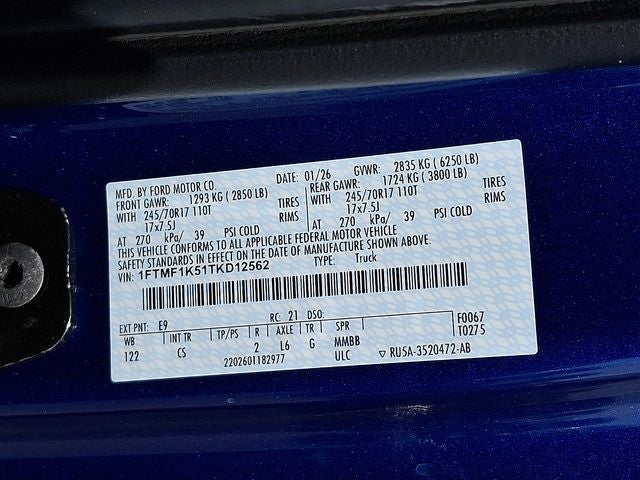 MFD. BY FORD MOTOR CO.
DATE: 01/26 GVWR: 2835 KG ( 6250 LB)
FRONT GAWR: 1293 KG ( 2850 LB) REAR GAWR: 1724 KG ( 3800 LB)
WITH 245/70R17 110T TIRES WITH 245/70R17 110T TIRES
17x7.5J RIMS 17x7.5J RIMS
AT 270 kPa/ 39 PSI COLD AT 270 kPa/ 39 PSI COLD
THIS VEHICLE CONFORMS TO ALL APPLICABLE FEDERAL MOTOR VEHICLE
SAFETY STANDARDS IN EFFECT ON THE DATE OF MANUFACTURE SHOWN ABOVE.
VIN: 1FTMF1K51TKD12562 TYPE: Truck
EXT PNT: E9 RC: 21 DSO: F0067
WB INT TR TP/PS R AXLE TR SPR T0275
122 CS 2 L6 G MMBB
2202601182977 ULC ▽ RU5A-3520472-AB